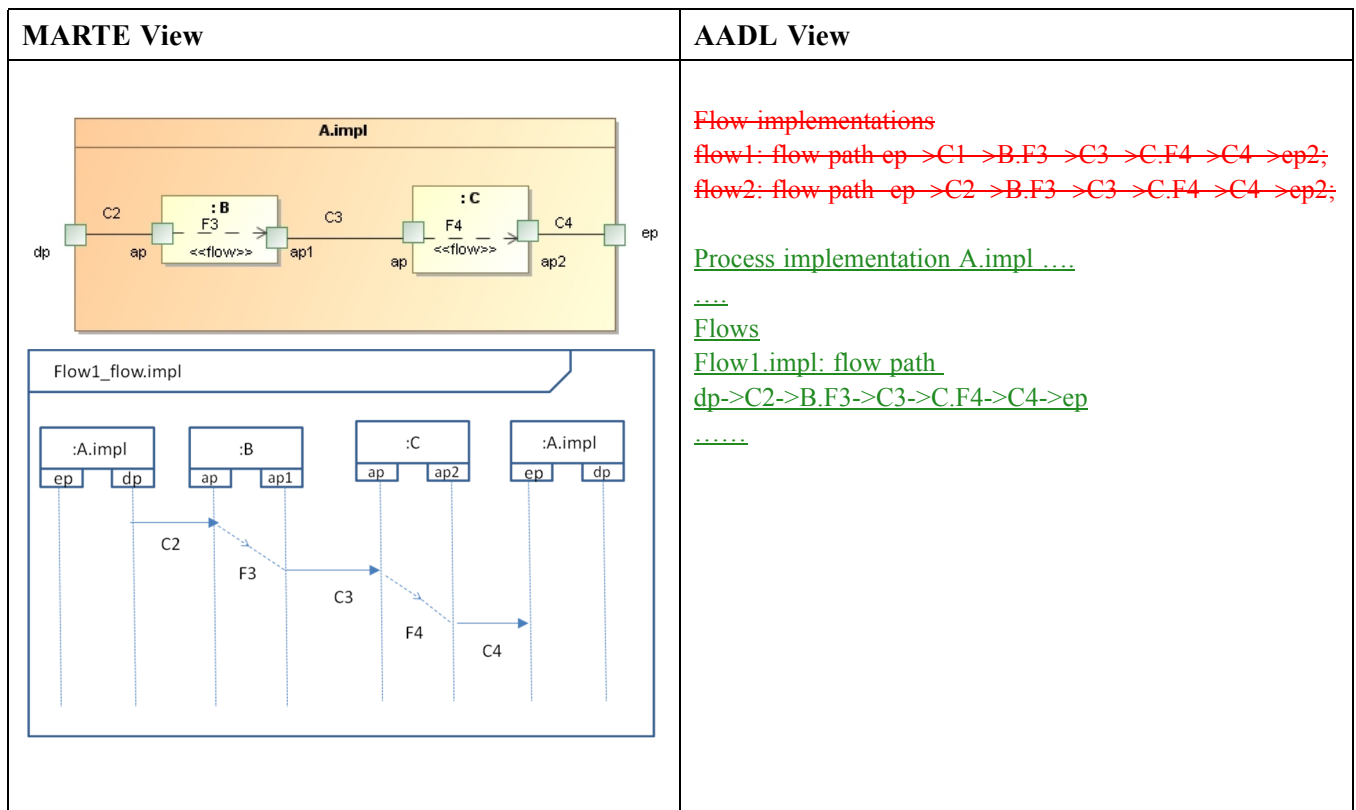 MARTE View
AADL View
A.impl
: B
: C
C2
F3
C3
F4
C4
<<flow>>
<<flow>>
dp
ap
ap1
ap
ap2
ep
Flow1_flow.impl
:A.impl
:B
:C
:A.impl
ep
dp
ap
ap1
ap
ap2
ep
dp
C2
F3
C3
F4
C4
Flow implementations
flow1: flow path ep ->C1 ->B.F3 ->C3 ->C.F4 ->C4 ->ep2;
flow2: flow path ep ->C2 ->B.F3 ->C3 ->C.F4 ->C4 ->ep2;
Process implementation A.impl ….
….
Flows
Flow1.impl: flow path
dp->C2->B.F3->C3->C.F4->C4->ep
……